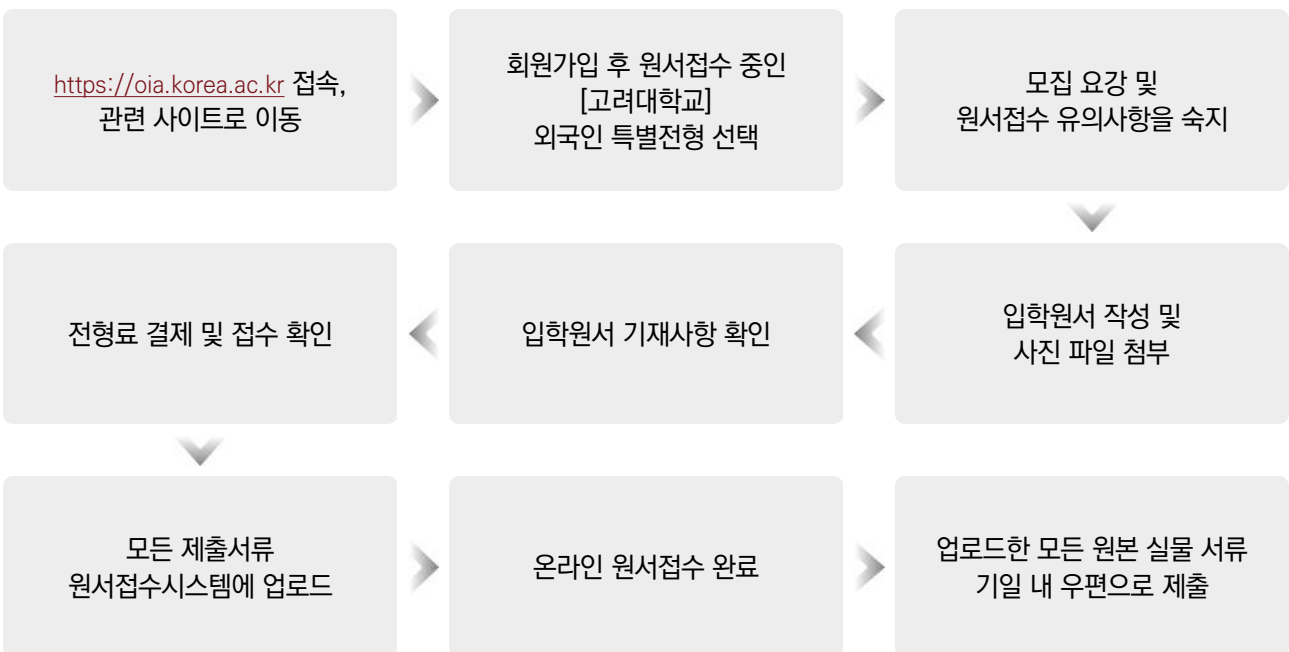 https://oia.korea.ac.kr 접속,
관련 사이트로 이동
회원가입 후 원서접수 중인
[고려대학교]
외국인 특별전형 선택
모집 요강 및
원서접수 유의사항을 숙지
입학원서 작성 및
사진 파일 첨부
입학원서 기재사항 확인
전형료 결제 및 접수 확인
모든 제출서류
원서접수시스템에 업로드
온라인 원서접수 완료
업로드한 모든 원본 실물 서류
기일 내 우편으로 제출